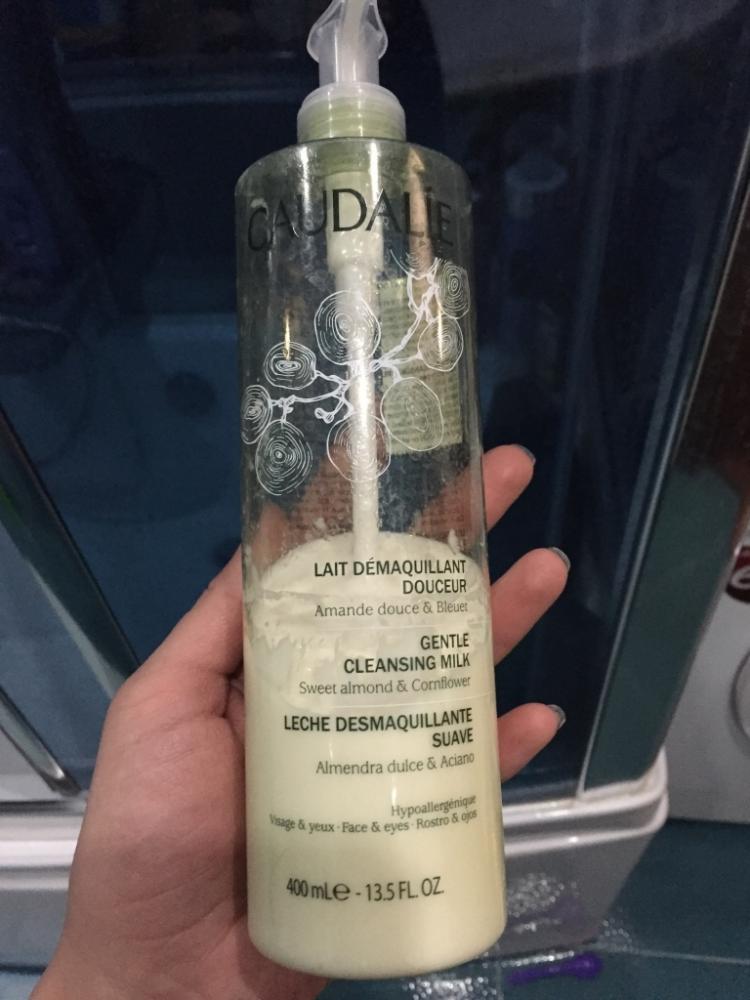 CAUDALÍE
LAIT DÉMAQUILLANT
DOUCEUR
Amande douce & Bleuet
GENTLE
CLEANSING MILK
Sweet almond & Cornflower
LECHE DESMAQUILLANTE
SUAVE
Almendra dulce & Aciano
Hypoallergénique
Visage & yeux · Face & eyes · Rostro & ojos
400 mL e - 13.5 FL. OZ.